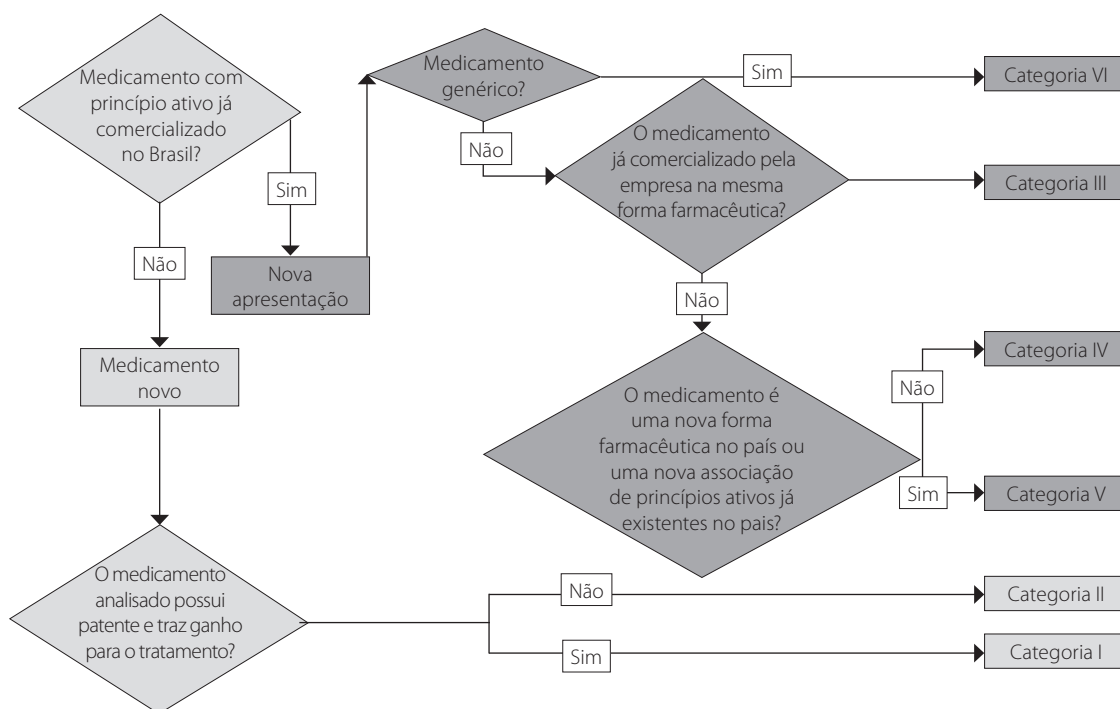 Medicamento com
princípio ativo já
comercializado
no Brasil?
Sim
Não
Nova
apresentação
Medicamento
novo
O medicamento
analisado possui
patente e traz ganho
para o tratamento?
Medicamento
genérico?
Sim
Categoria VI
Não
O medicamento
já comercializado pela
empresa na mesma
forma farmacêutica?
Categoria III
Não
O medicamento é
uma nova forma
farmacêutica no país ou
uma nova associação
de princípios ativos já
existentes no pais?
Não
Categoria IV
Sim
Categoria V
Não
Categoria II
Sim
Categoria I